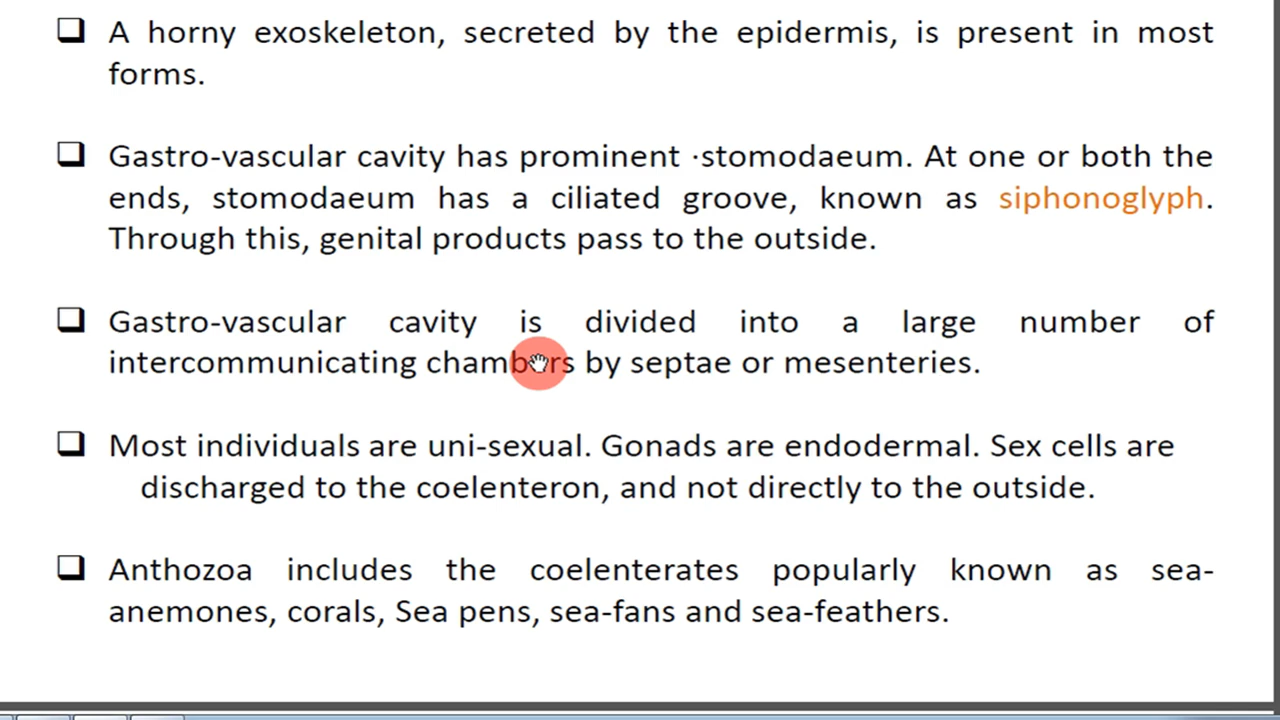 ❑ A horny exoskeleton, secreted by the epidermis, is present in most
forms.
❑ Gastro-vascular cavity has prominent ·stomodaeum. At one or both the
ends, stomodaeum has a ciliated groove, known as siphonoglyph.
Through this, genital products pass to the outside.
❑ Gastro-vascular cavity is divided into a large number of
intercommunicating chambers by septae or mesenteries.
❑ Most individuals are uni-sexual. Gonads are endodermal. Sex cells are
discharged to the coelenteron, and not directly to the outside.
❑ Anthozoa includes the coelenterates popularly known as sea-
anemones, corals, Sea pens, sea-fans and sea-feathers.